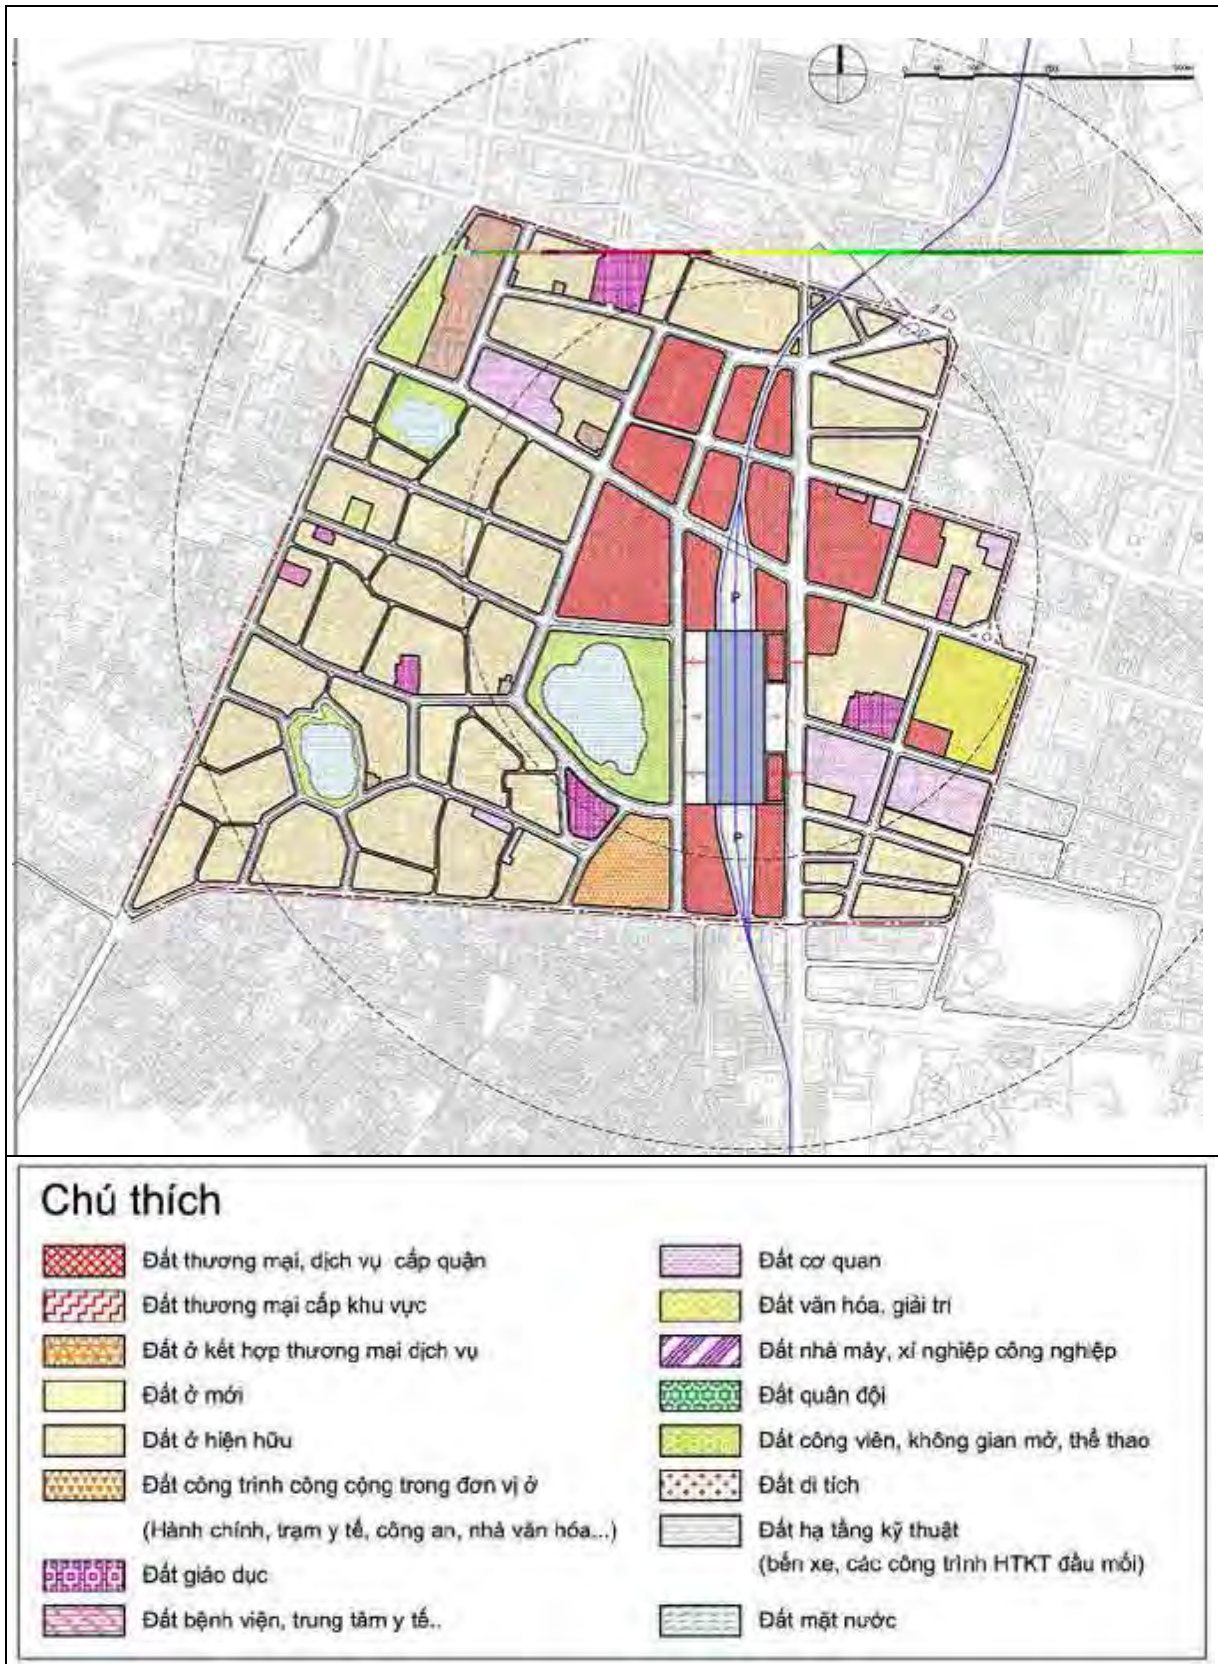 P
P
Chú thích
Đất thương mại, dịch vụ cấp quận
Đất thương mại cấp khu vực
Đất ở kết hợp thương mại dịch vụ
Đất ở mới
Đất ở hiện hữu
Đất công trình công cộng trong đơn vị ở
(Hành chính, trạm y tế, công an, nhà văn hóa...)
Đất giáo dục
Đất bệnh viện, trung tâm y tế..
Đất cơ quan
Đất văn hóa, giải trí
Đất nhà máy, xí nghiệp công nghiệp
Đất quân đội
Đất công viên, không gian mở, thể thao
Đất di tích
Đất hạ tầng kỹ thuật
(bến xe, các công trình HTKT đầu mối)
Đất mặt nước